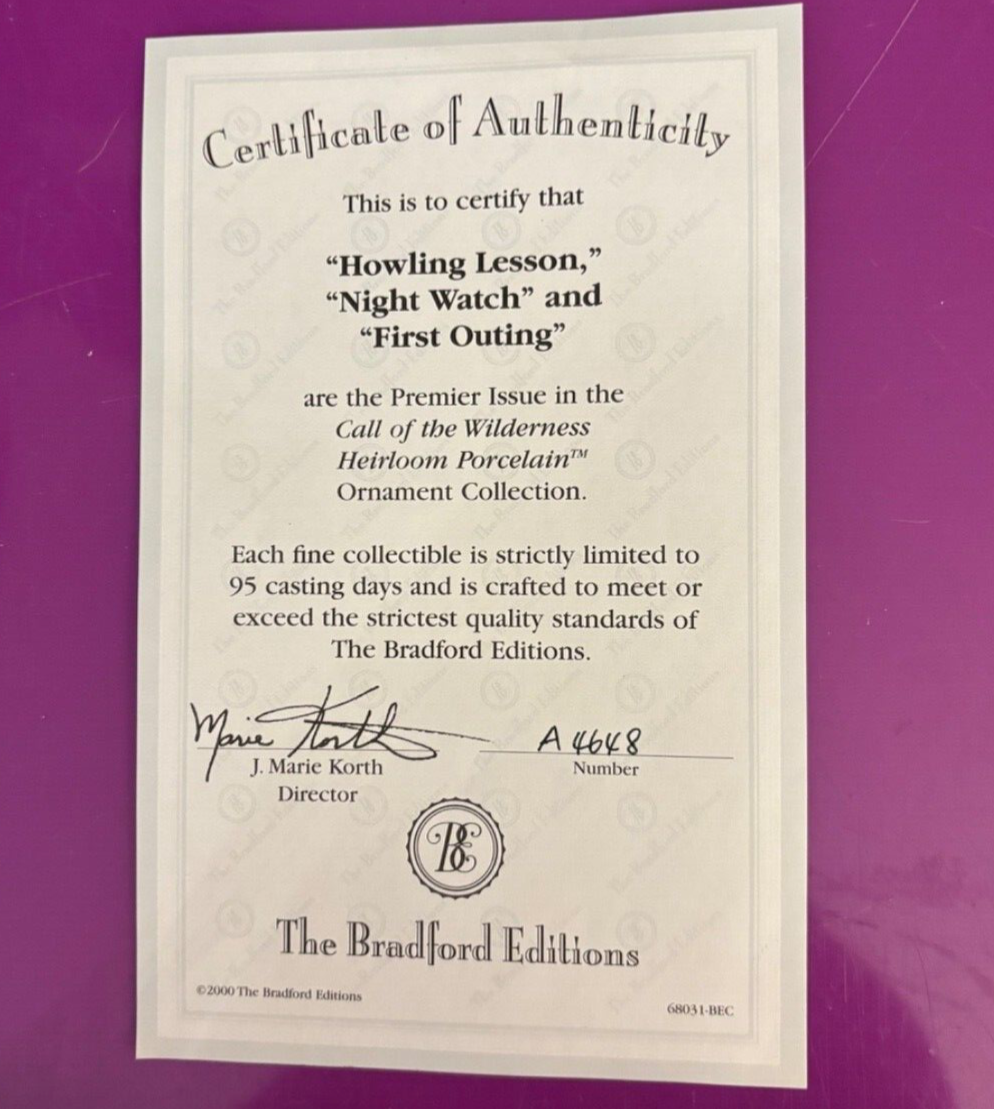 Certificate of Authenticity
This is to certify that
“Howling Lesson,”
“Night Watch” and
“First Outing”
are the Premier Issue in the
Call of the Wilderness
Heirloom Porcelain™
Ornament Collection.
Each fine collectible is strictly limited to
95 casting days and is crafted to meet or
exceed the strictest quality standards of
The Bradford Editions.
Marie Korth
J. Marie Korth
Director
A 4648
Number
BE
The Bradford Editions
©2000 The Bradford Editions
68031-BEC